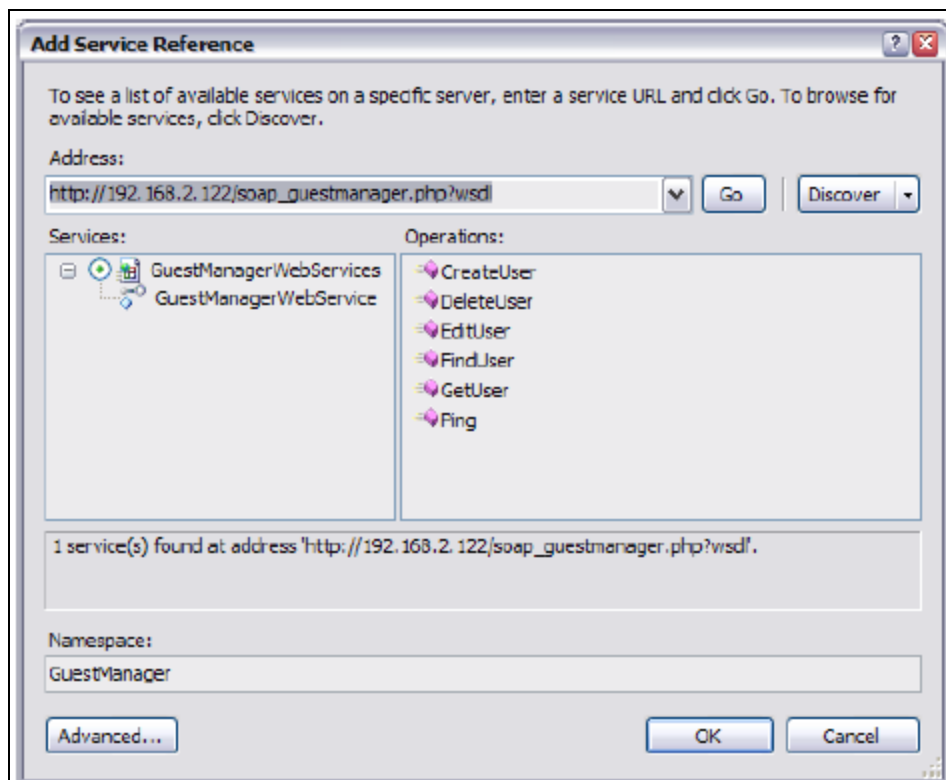 Add Service Reference
To see a list of available services on a specific server, enter a service URL and click Go. To browse for
available services, click Discover.
Address:
http://192.168.2.122/soap_guestmanager.php?wsdl
Go
Discover
Services:
Operations:
GuestManagerWebServices
GuestManagerWebService
CreateUser
DeleteUser
EditUser
FindUser
GetUser
Ping
1 service(s) found at address 'http://192.168.2.122/soap_guestmanager.php?wsdl'.
Namespace:
GuestManager
Advanced...
OK
Cancel